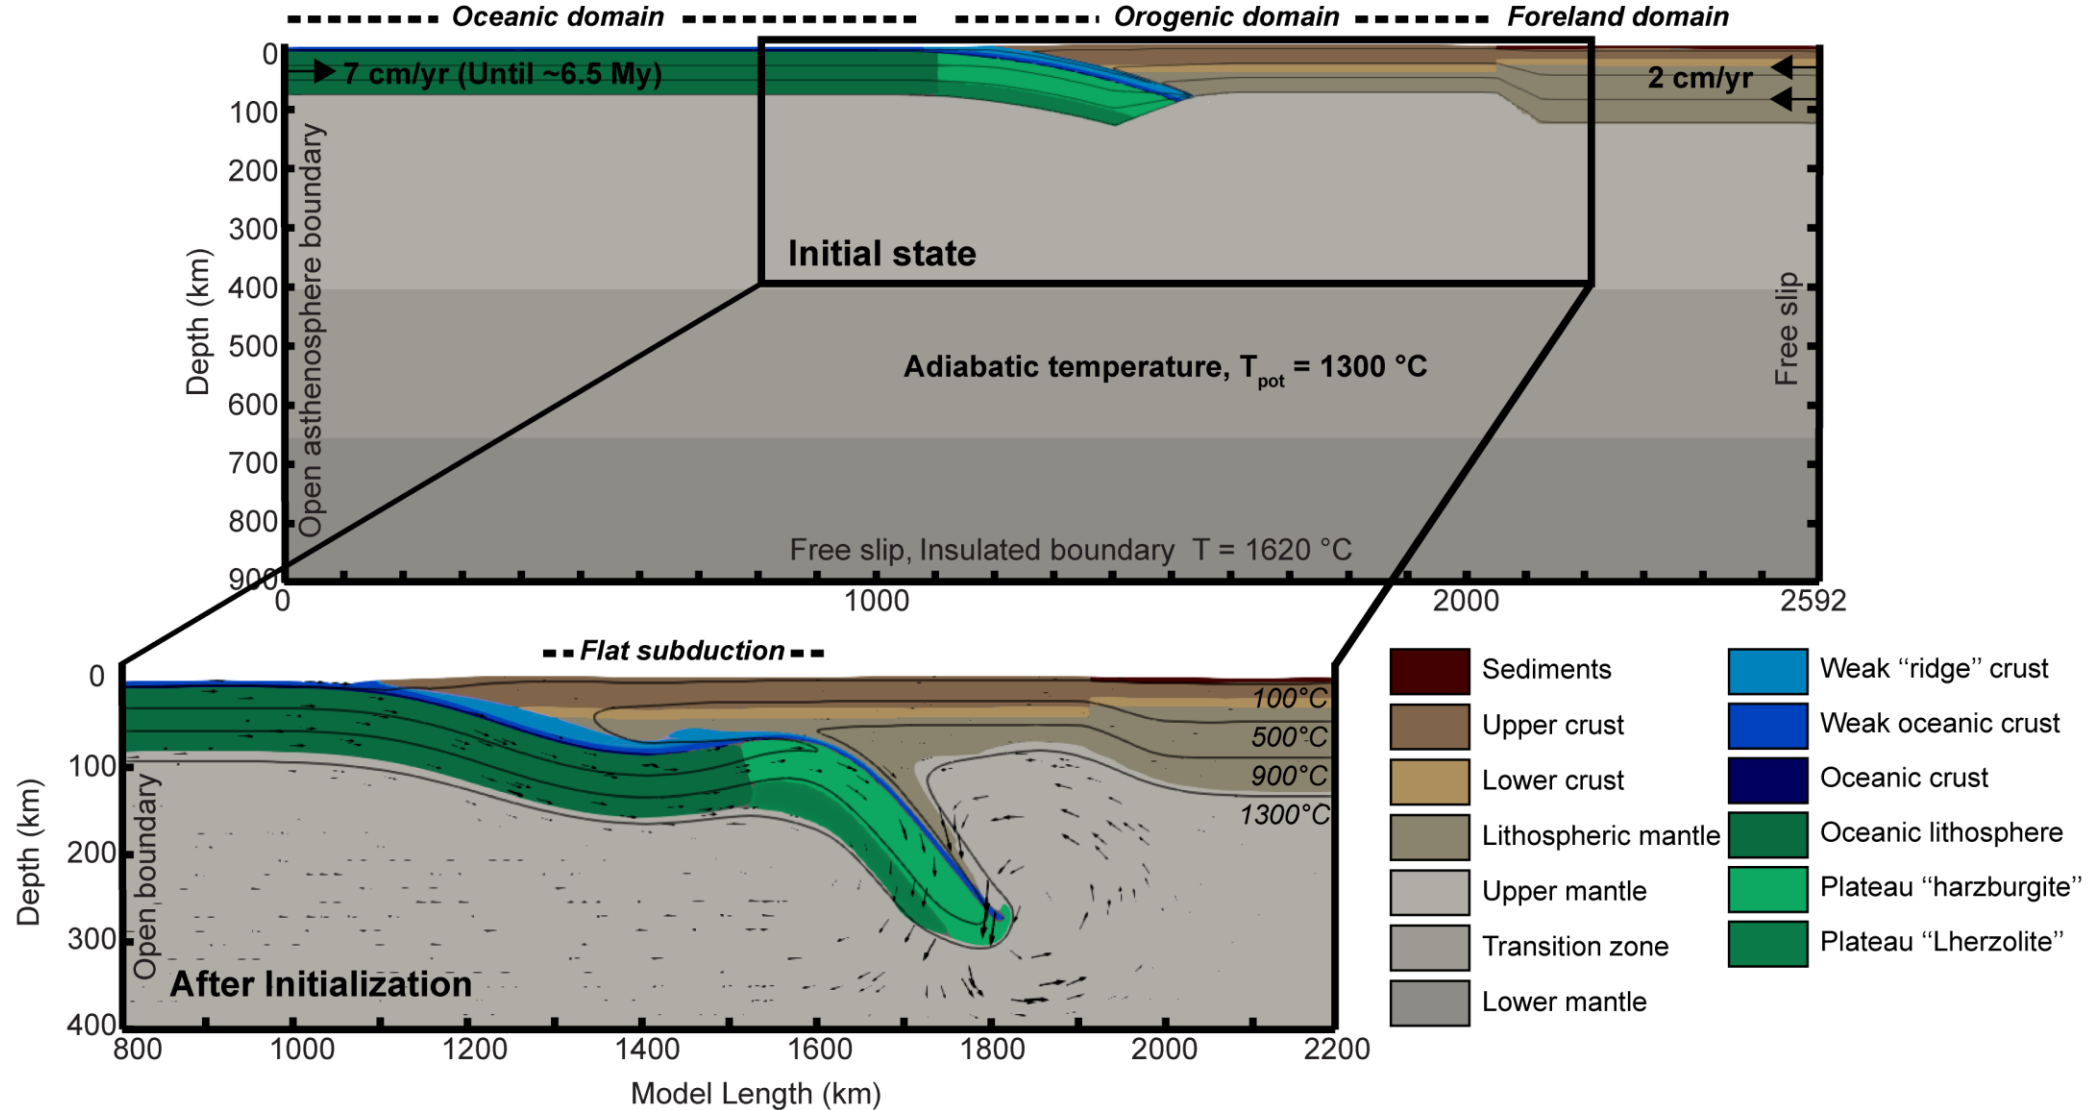 Oceanic domain
Orogenic domain
Foreland domain
0
100
200
300
400
500
600
700
800
900
Depth (km)
Open asthenosphere boundary
7 cm/yr (Until ~6.5 My)
2 cm/yr
Initial state
Adiabatic temperature, Tpot = 1300 °C
Free slip
Free slip, Insulated boundary T = 1620 °C
0
1000
2000
2592
Flat subduction
0
100
200
300
400
Depth (km)
Open boundary
100°C
500°C
900°C
1300°C
After Initialization
800
1000
1200
1400
1600
1800
2000
2200
Model Length (km)
Sediments
Upper crust
Lower crust
Lithospheric mantle
Upper mantle
Transition zone
Lower mantle
Weak “ridge” crust
Weak oceanic crust
Oceanic crust
Oceanic lithosphere
Plateau “harzburgite”
Plateau “Lherzolite”